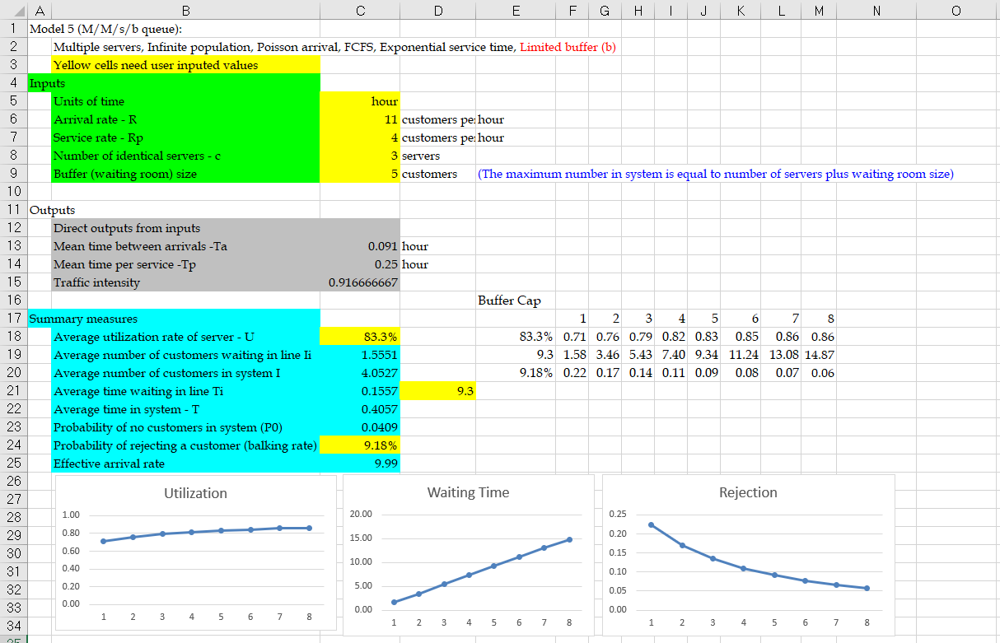 A B C D E F G H I J K L M N O
1 Model 5 (M/M/s/b queue):
2 Multiple servers, Infinite population, Poisson arrival, FCFS, Exponential service time, Limited buffer (b)
3 Yellow cells need user inputed values
4 Inputs
5 Units of time hour
6 Arrival rate - R 11 customers per hour
7 Service rate - Rp 4 customers per hour
8 Number of identical servers - c 3 servers
9 Buffer (waiting room) size 5 customers (The maximum number in system is equal to number of servers plus waiting room size)
10
11 Outputs
12 Direct outputs from inputs
13 Mean time between arrivals -Ta 0.091 hour
14 Mean time per service -Tp 0.25 hour
15 Traffic intensity 0.916666667
16 Buffer Cap
17 Summary measures 1 2 3 4 5 6 7 8
18 Average utilization rate of server - U 83.3% 83.3% 0.71 0.76 0.79 0.82 0.83 0.85 0.86 0.86
19 Average number of customers waiting in line Ii 1.5551 9.3 1.58 3.46 5.43 7.40 9.34 11.24 13.08 14.87
20 Average number of customers in system I 4.0527 9.18% 0.22 0.17 0.14 0.11 0.09 0.08 0.07 0.06
21 Average time waiting in line Ti 0.1557 9.3
22 Average time in system - T 0.4057
23 Probability of no customers in system (P0) 0.0409
24 Probability of rejecting a customer (balking rate) 9.18%
25 Effective arrival rate 9.99
26
27
28
29
30
31
32
33
34
35
Utilization
1.00
0.80
0.60
0.40
0.20
0.00
1 2 3 4 5 6 7 8
Waiting Time
20.00
15.00
10.00
5.00
0.00
1 2 3 4 5 6 7 8
Rejection
0.25
0.20
0.15
0.10
0.05
0.00
1 2 3 4 5 6 7 8